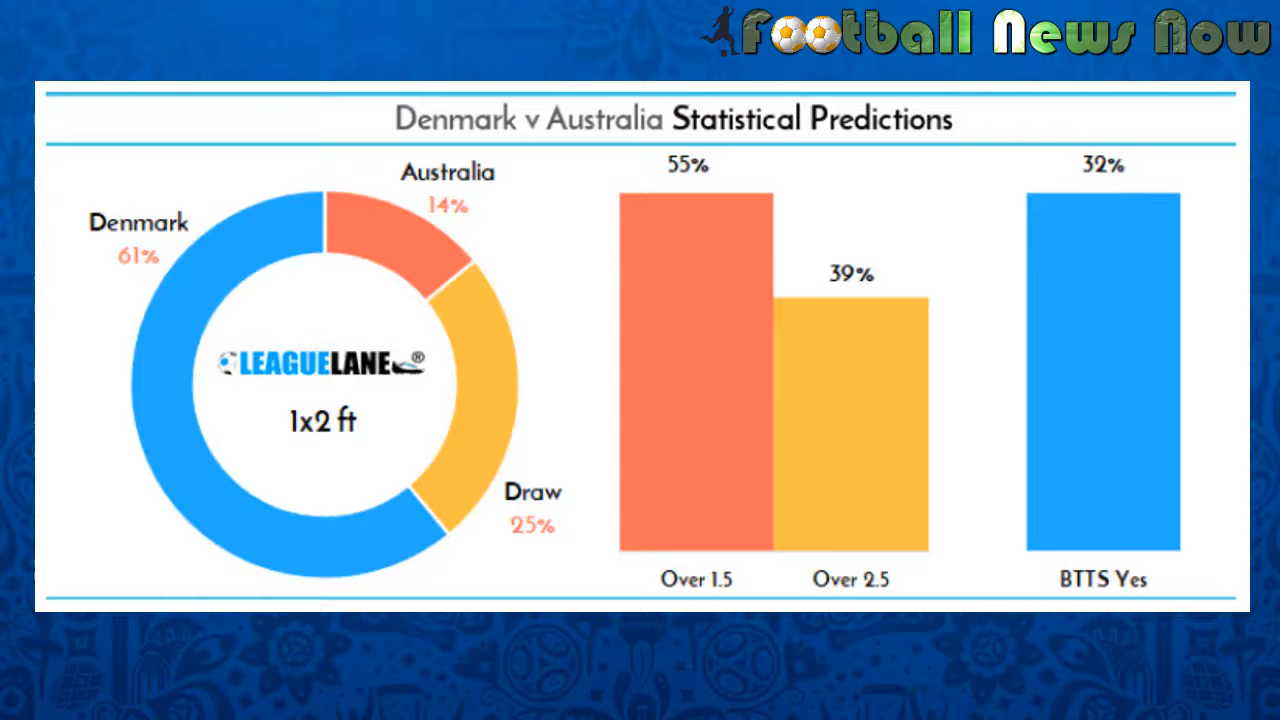 Football News Now
Denmark v Australia Statistical Predictions
Australia
14%
Denmark
61%
LEAGUELANE®
1x2 ft
Draw
25%
55%
39%
Over 1.5
Over 2.5
32%
BTTS Yes